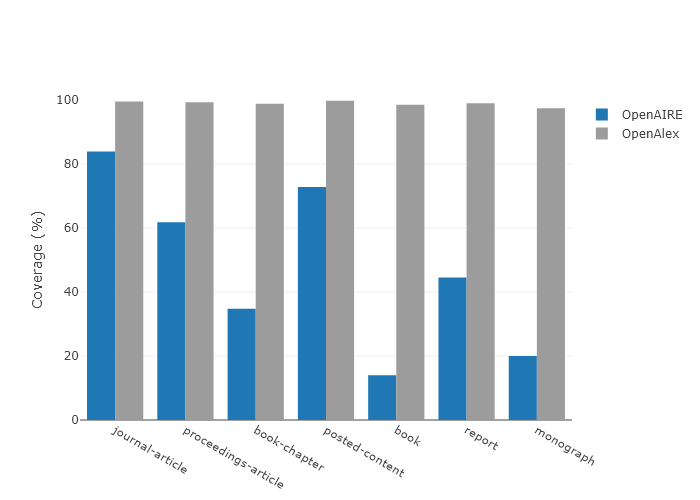 100
80
60
40
20
0
Coverage (%)
journal-article
proceedings-article
book-chapter
posted-content
book
report
monograph
OpenAIRE
OpenAlex